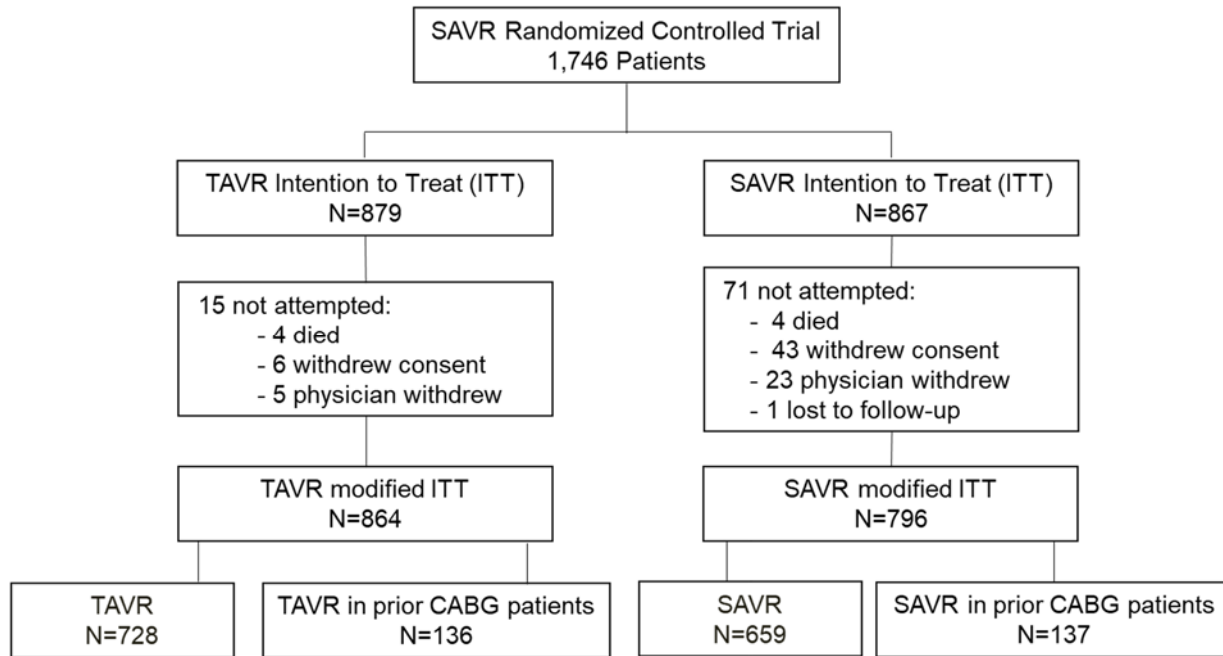 SAVR Randomized Controlled Trial
1,746 Patients
TAVR Intention to Treat (ITT)
N=879
SAVR Intention to Treat (ITT)
N=867
15 not attempted:
- 4 died
- 6 withdrew consent
- 5 physician withdrew
71 not attempted:
- 4 died
- 43 withdrew consent
- 23 physician withdrew
- 1 lost to follow-up
TAVR modified ITT
N=864
SAVR modified ITT
N=796
TAVR
N=728
TAVR in prior CABG patients
N=136
SAVR
N=659
SAVR in prior CABG patients
N=137